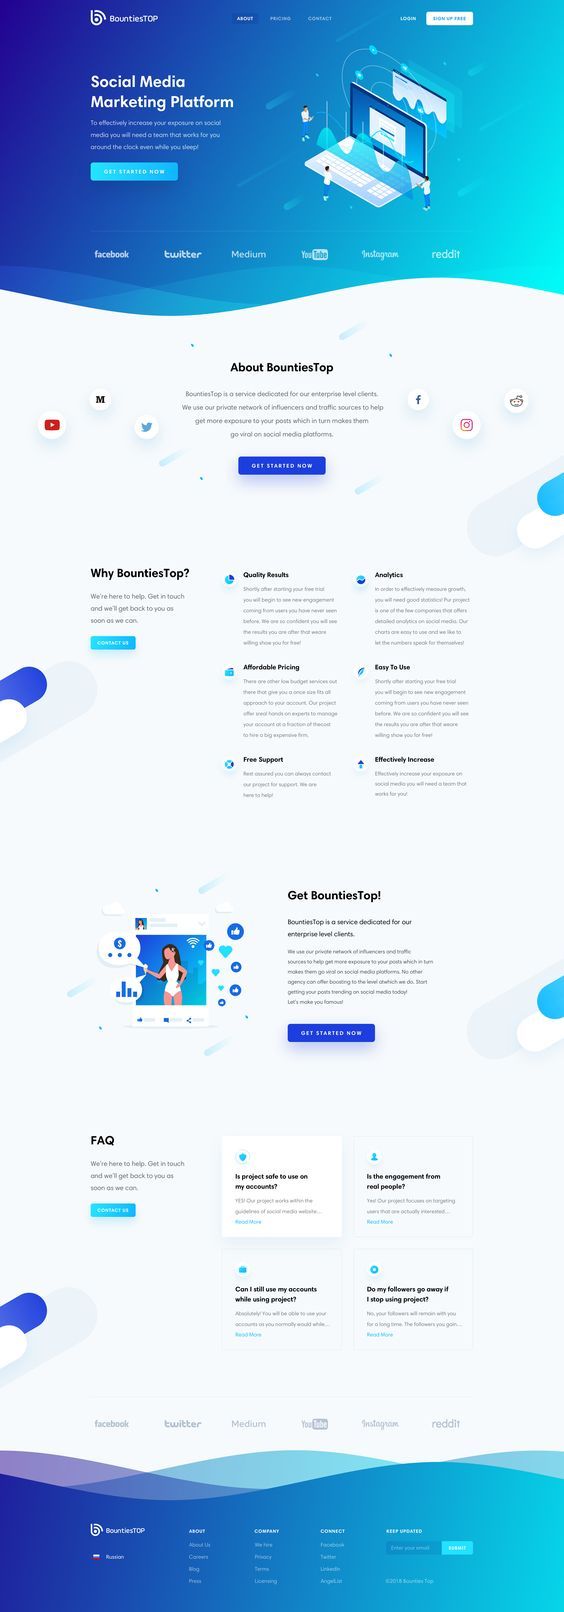 BountiesTOP
ABOUT
PRICING
CONTACT
LOGIN
SIGN UP FREE
Social Media
Marketing Platform
To effectively increase your exposure on social
media you will need a team that works for you
around the clock even while you sleep!
GET STARTED NOW
facebook
twitter
Medium
YouTube
Instagram
reddit
About BountiesTop
BountiesTop is a service dedicated for our enterprise level clients.
We use our private network of influencers and traffic sources to help
get more exposure to your posts which in turn makes them
go viral on social media platforms.
M
GET STARTED NOW
Why BountiesTop?
We're here to help. Get in touch
and we'll get back to you as
soon as we can.
CONTACT US
Quality Results
Shortly after starting your free trial
you will begin to see new engagement
coming from users you have never seen
before. We are so confident you will see
the results you are after that weare
willing show you for free!
Analytics
In order to effectively measure growth,
you will need good statistics! Our project
is one of the few companies that offers
detailed analytics on social media. Our
charts are easy to use and we like to
let the numbers speak for themselves!
Affordable Pricing
There are other low budget services out
there that give you a once size fits all
approach to your account. Our project
offer sreal hands on experts to manage
your account at a fraction of thecost
to hire a big expensive firm.
Easy To Use
Shortly after starting your free trial
you will begin to see new engagement
coming from users you have never seen
before. We are so confident you will see
the results you are after that weare
willing show you for free!
Free Support
Rest assured you can always contact
our project for support. We are
here to help!
Effectively Increase
Effectively increase your exposure on
social media you will need a team that
works for you!
Get BountiesTop!
BountiesTop is a service dedicated for our
enterprise level clients.
We use our private network of influencers and traffic
sources to help get more exposure to your posts which in turn
makes them go viral on social media platforms. No other
agency can offer boosting to the level atwhich we do. Start
getting your posts trending on social media today!
Let's make you famous!
GET STARTED NOW
$
FAQ
We're here to help. Get in touch
and we'll get back to you as
soon as we can.
CONTACT US
Is project safe to use on
my accounts?
YES! Our project works within the
guidelines of social media website....
Read More
Is the engagement from
real people?
Yes! Our project focuses on targeting
users that are actually interested....
Read More
Can I still use my accounts
while using project?
Absolutely! You will be able to use your
accounts as you normally would while....
Read More
Do my followers go away if
I stop using project?
No, your followers will remain with you
for a long time. The followers you gain....
Read More
facebook
twitter
Medium
YouTube
Instagram
reddit
BountiesTOP
Russian
ABOUT
About Us
Careers
Blog
Press
COMPANY
We Hire
Privacy
Terms
Licensing
CONNECT
Facebook
Twitter
LinkedIn
AngelList
KEEP UPDATED
Enter your email
SUBMIT
©2018 Bounties Top